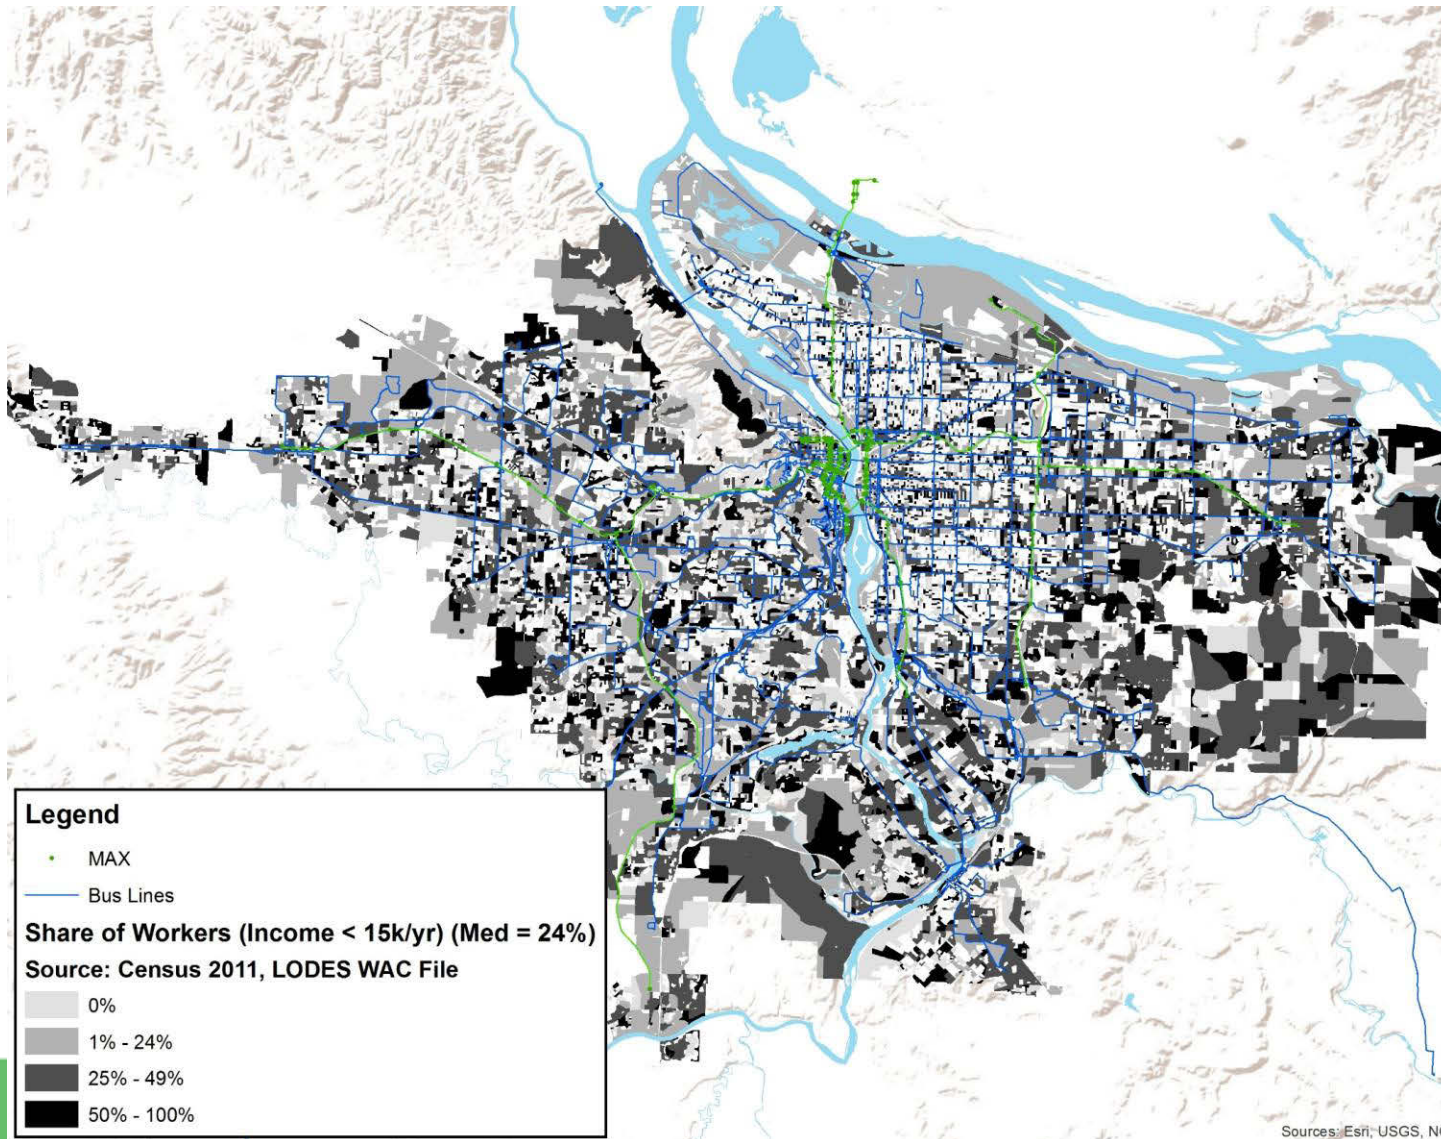 Legend
MAX
Bus Lines
Share of Workers (Income < 15k/yr) (Med = 24%)
Source: Census 2011, LODES WAC File
0%
1% - 24%
25% - 49%
50% - 100%
Sources: Esri, USGS, NO